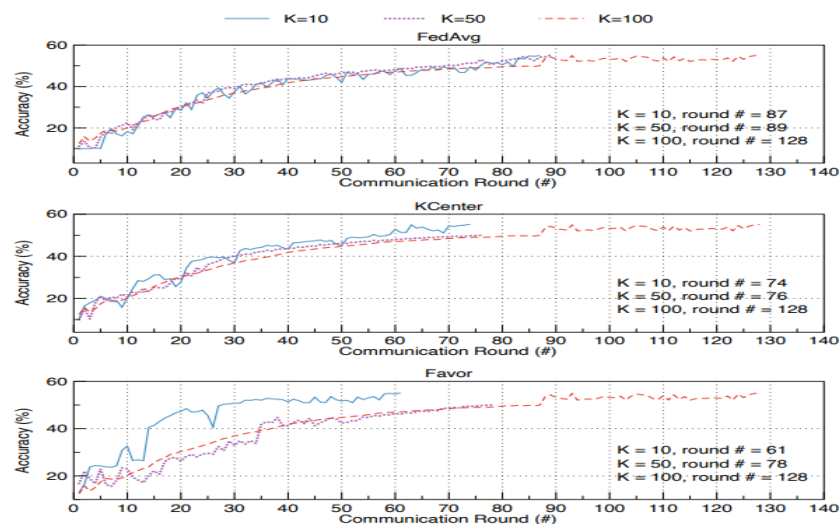 K=10 K=50 K=100
FedAvg
Accuracy (%)
60
40
20
K = 10, round # = 87
K = 50, round # = 89
K = 100, round # = 128
0 10 20 30 40 50 60 70 80 90 100 110 120 130 140
Communication Round (#)
KCenter
Accuracy (%)
60
40
20
K = 10, round # = 74
K = 50, round # = 76
K = 100, round # = 128
0 10 20 30 40 50 60 70 80 90 100 110 120 130 140
Communication Round (#)
Favor
Accuracy (%)
60
40
20
K = 10, round # = 61
K = 50, round # = 78
K = 100, round # = 128
0 10 20 30 40 50 60 70 80 90 100 110 120 130 140
Communication Round (#)